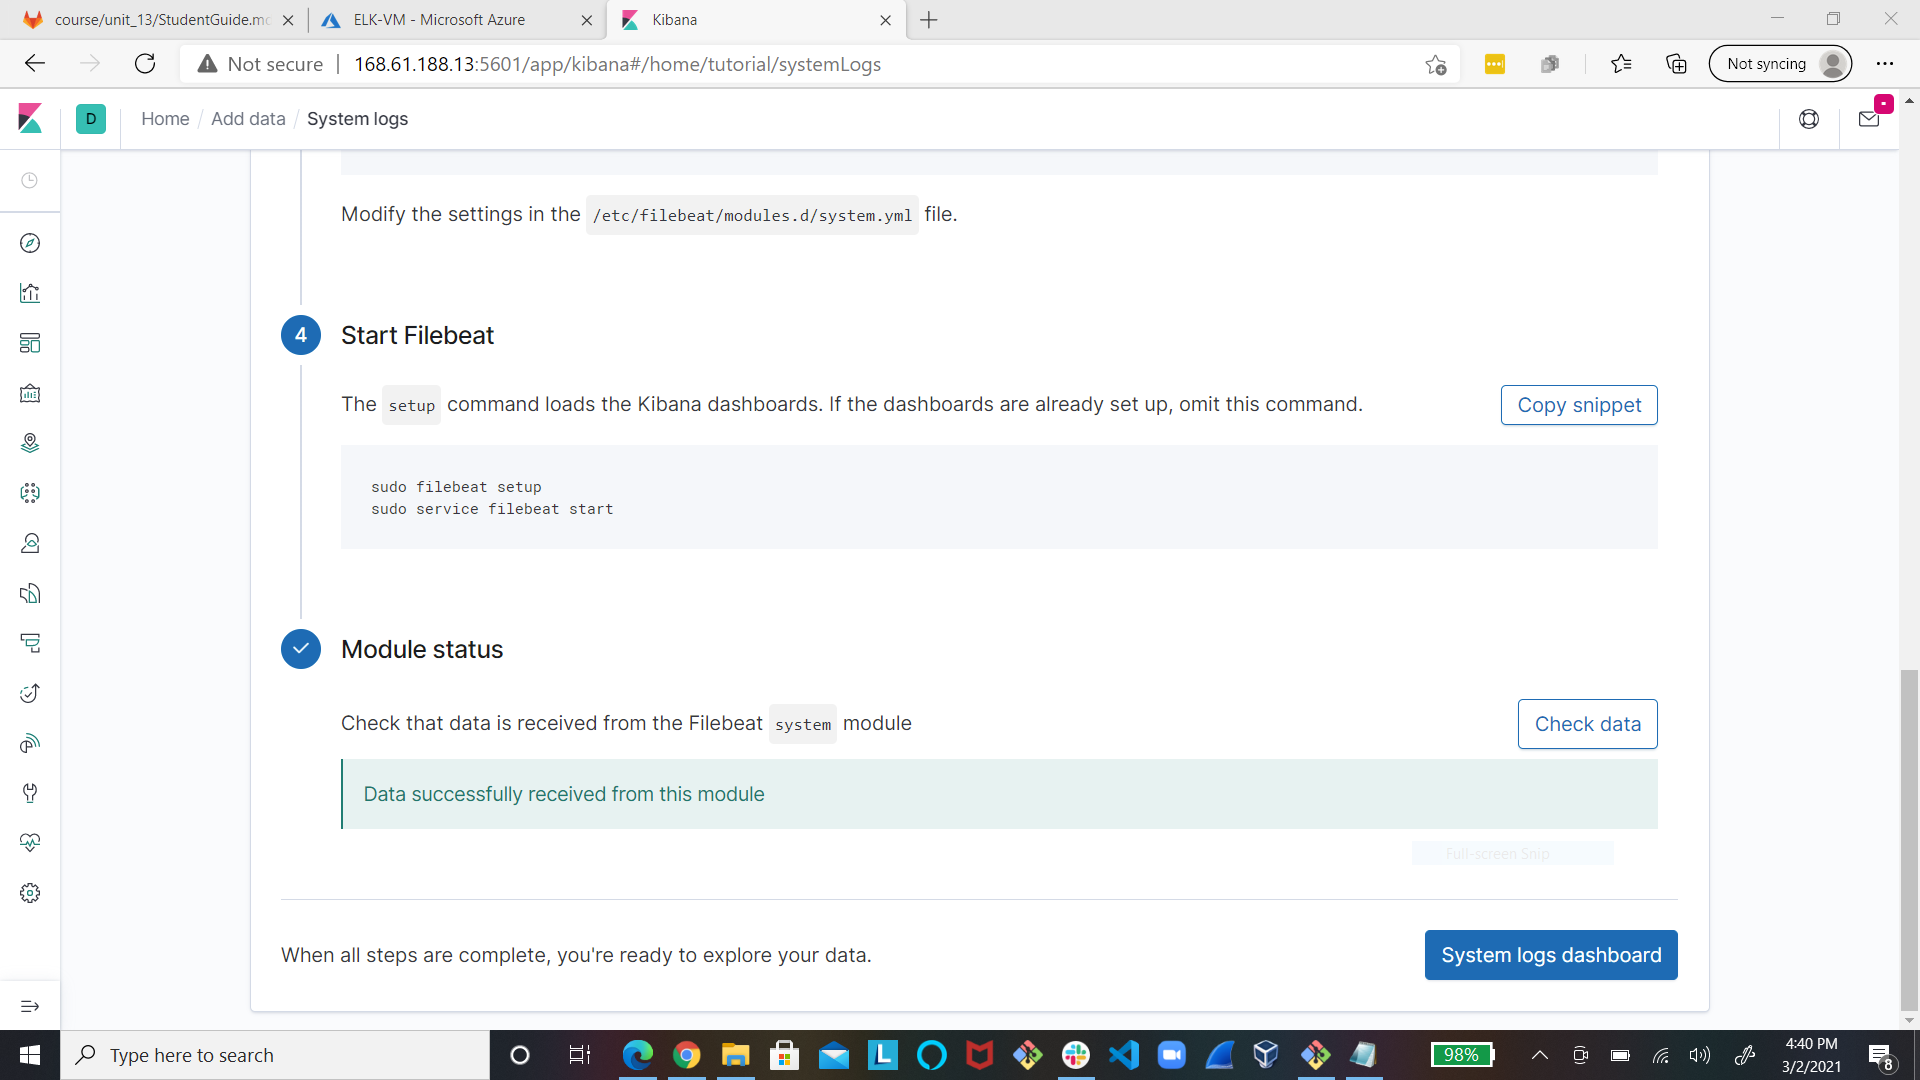 course/unit_13/StudentGuide.mc
ELK-VM - Microsoft Azure
Kibana
Not secure
168.61.188.13:5601/app/kibana#/home/tutorial/systemLogs
Not syncing
D
Home / Add data / System logs
Modify the settings in the /etc/filebeat/modules.d/system.yml file.
4
Start Filebeat
The setup command loads the Kibana dashboards. If the dashboards are already set up, omit this command.
Copy snippet
sudo filebeat setup
sudo service filebeat start
Module status
Check that data is received from the Filebeat system module
Check data
Data successfully received from this module
Full-screen Snip
When all steps are complete, you're ready to explore your data.
System logs dashboard
Type here to search
L
98%
4:40 PM
3/2/2021
8